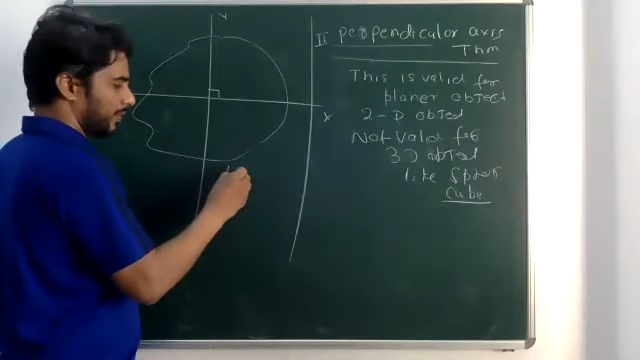 Y
X
II perpendicular axis
Thm
This is valid for
planer object
2-D object
Not valid for
3D object
like Sphere
Cube